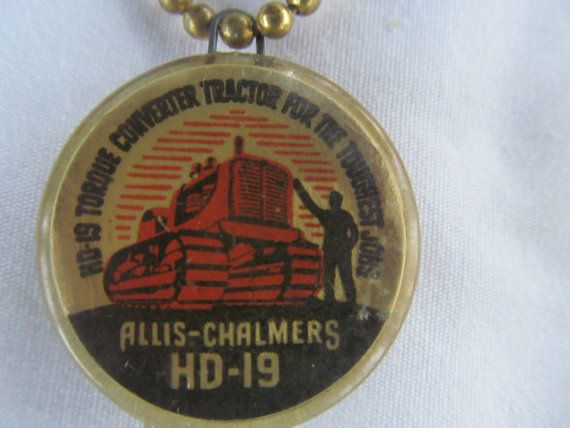 HD-19 TORQUE CONVERTER TRACTOR FOR THE TOUGHEST JOBS
ALLIS-CHALMERS
HD-19